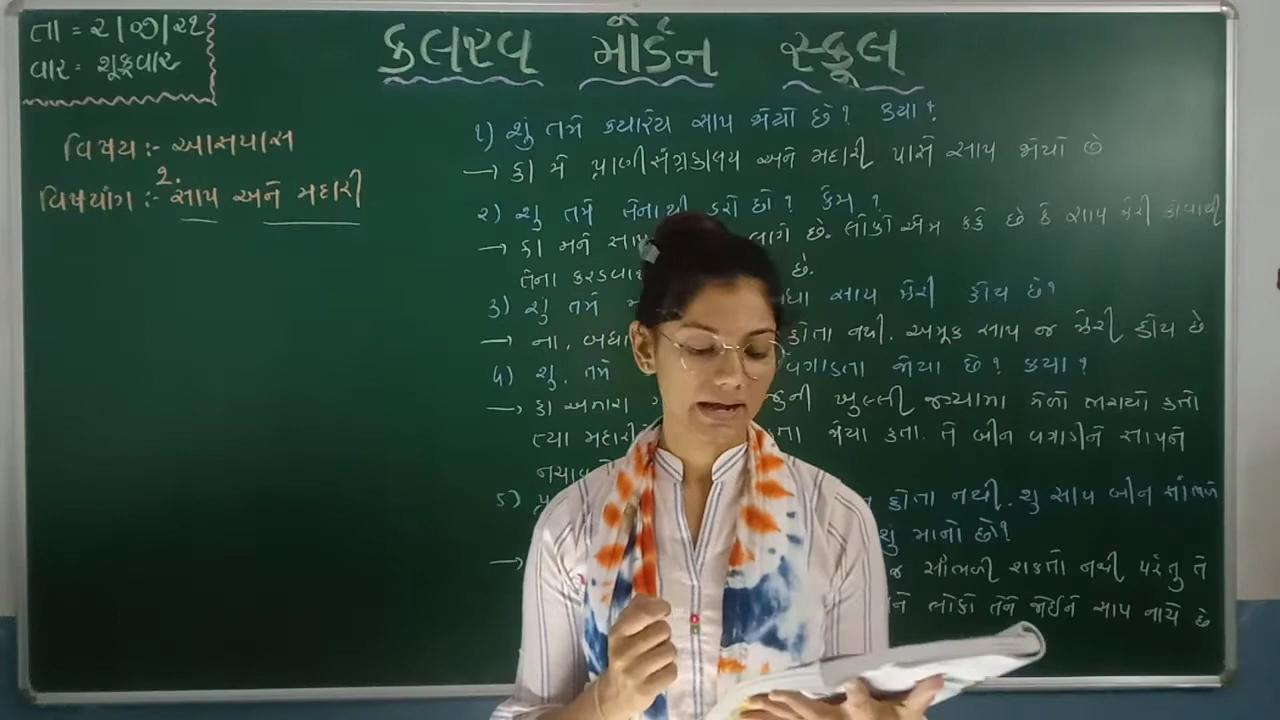 તા = ૨/૭/૨૧
વાર = શુક્રવાર
કલરવ મોર્ડન સ્કૂલ
વિષય :- આસપાસ
વિષયાંગ :- ૨. સાપ અને મદારી
૧) શું તમે ક્યારેય સાપ જોયો છે? ક્યા?
→ હા મે પ્રાણીસંગ્રહાલય અને મદારી પાસે સાપ જોયો છે
૨) શું તમે તેનાથી ડરો છો? કેમ?
→ હા મને સાપ લાગે છે. લોકો એમ કહે છે કે સાપ ઝેરી હોવાથી
તેના કરડવાથી છે.
૩) શું તમે સાપ ઝેરી હોય છે?
→ ના, બધા હોતા નથી. અમૂક સાપ જ ઝેરી હોય છે
૪) શું, તમે વગાડતા જોયા છે? ક્યા?
→ હા અમારા ખુલ્લી જગ્યામા મેળો ભરાયો હતો
ત્યા મદારીને જોયા હતા. તે બીન વગાડીને સાપને
૫) હોતા નથી. શુ સાપ બીન સાંભળે
શું માનો છો?
→ જ સાંભળી શકતો નથી પરંતુ તે
લોકો તેને જોઈને સાપ નાચે છે